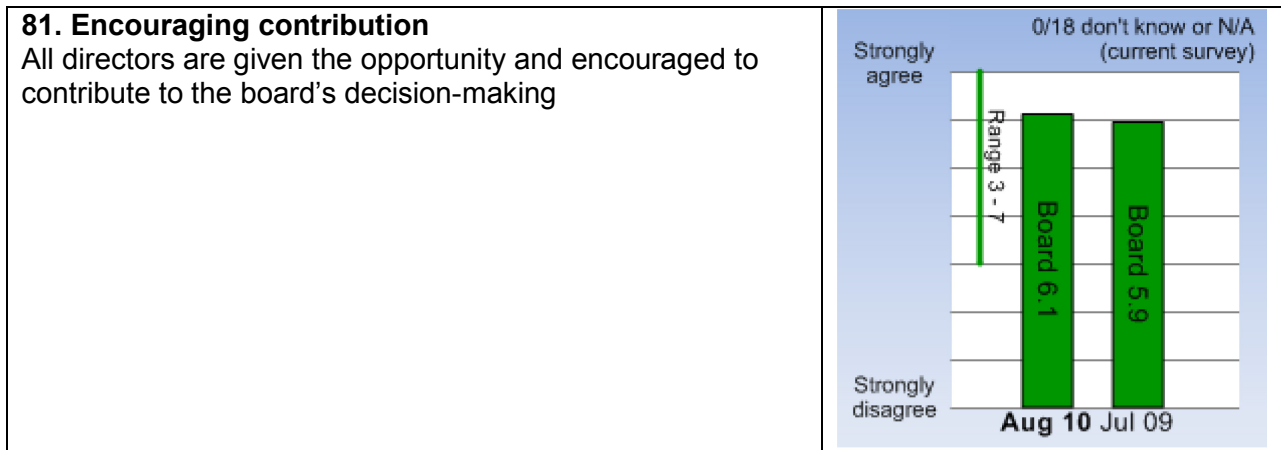 81. Encouraging contribution
All directors are given the opportunity and encouraged to
contribute to the board's decision-making
0/18 don't know or N/A
(current survey)
Strongly
agree
Range 3 - 7
Board 6.1
Board 5.9
Strongly
disagree
Aug 10 Jul 09